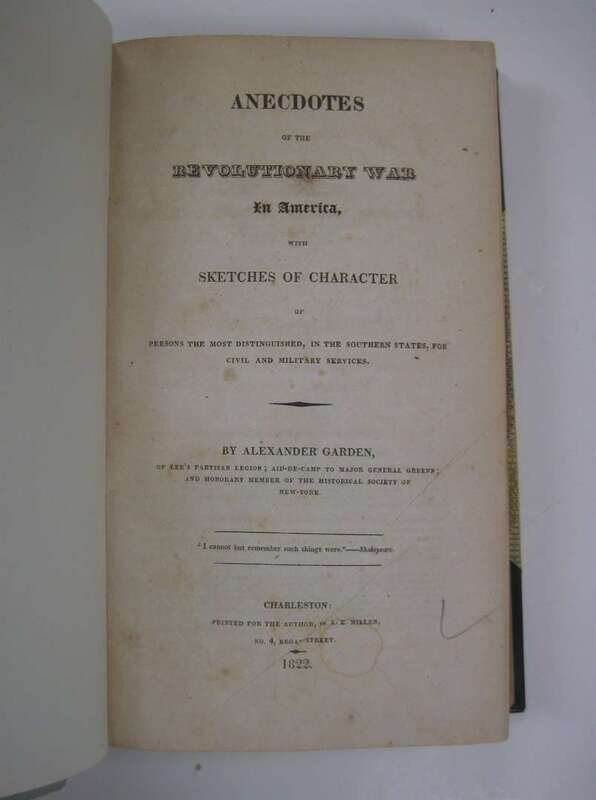 ANECDOTES
OF THE
REVOLUTIONARY WAR
In America,
WITH
SKETCHES OF CHARACTER
OF
PERSONS THE MOST DISTINGUISHED, IN THE SOUTHERN STATES, FOR
CIVIL AND MILITARY SERVICES.
BY ALEXANDER GARDEN,
OF LEE'S PARTISAN LEGION; AID-DE-CAMP TO MAJOR GENERAL GREENE;
AND HONORARY MEMBER OF THE HISTORICAL SOCIETY OF
NEW-YORK.
"I cannot but remember such things were."—Shakspeare.
CHARLESTON:
PRINTED FOR THE AUTHOR, BY A. E. MILLER,
NO. 4, BROAD STREET.
1822.